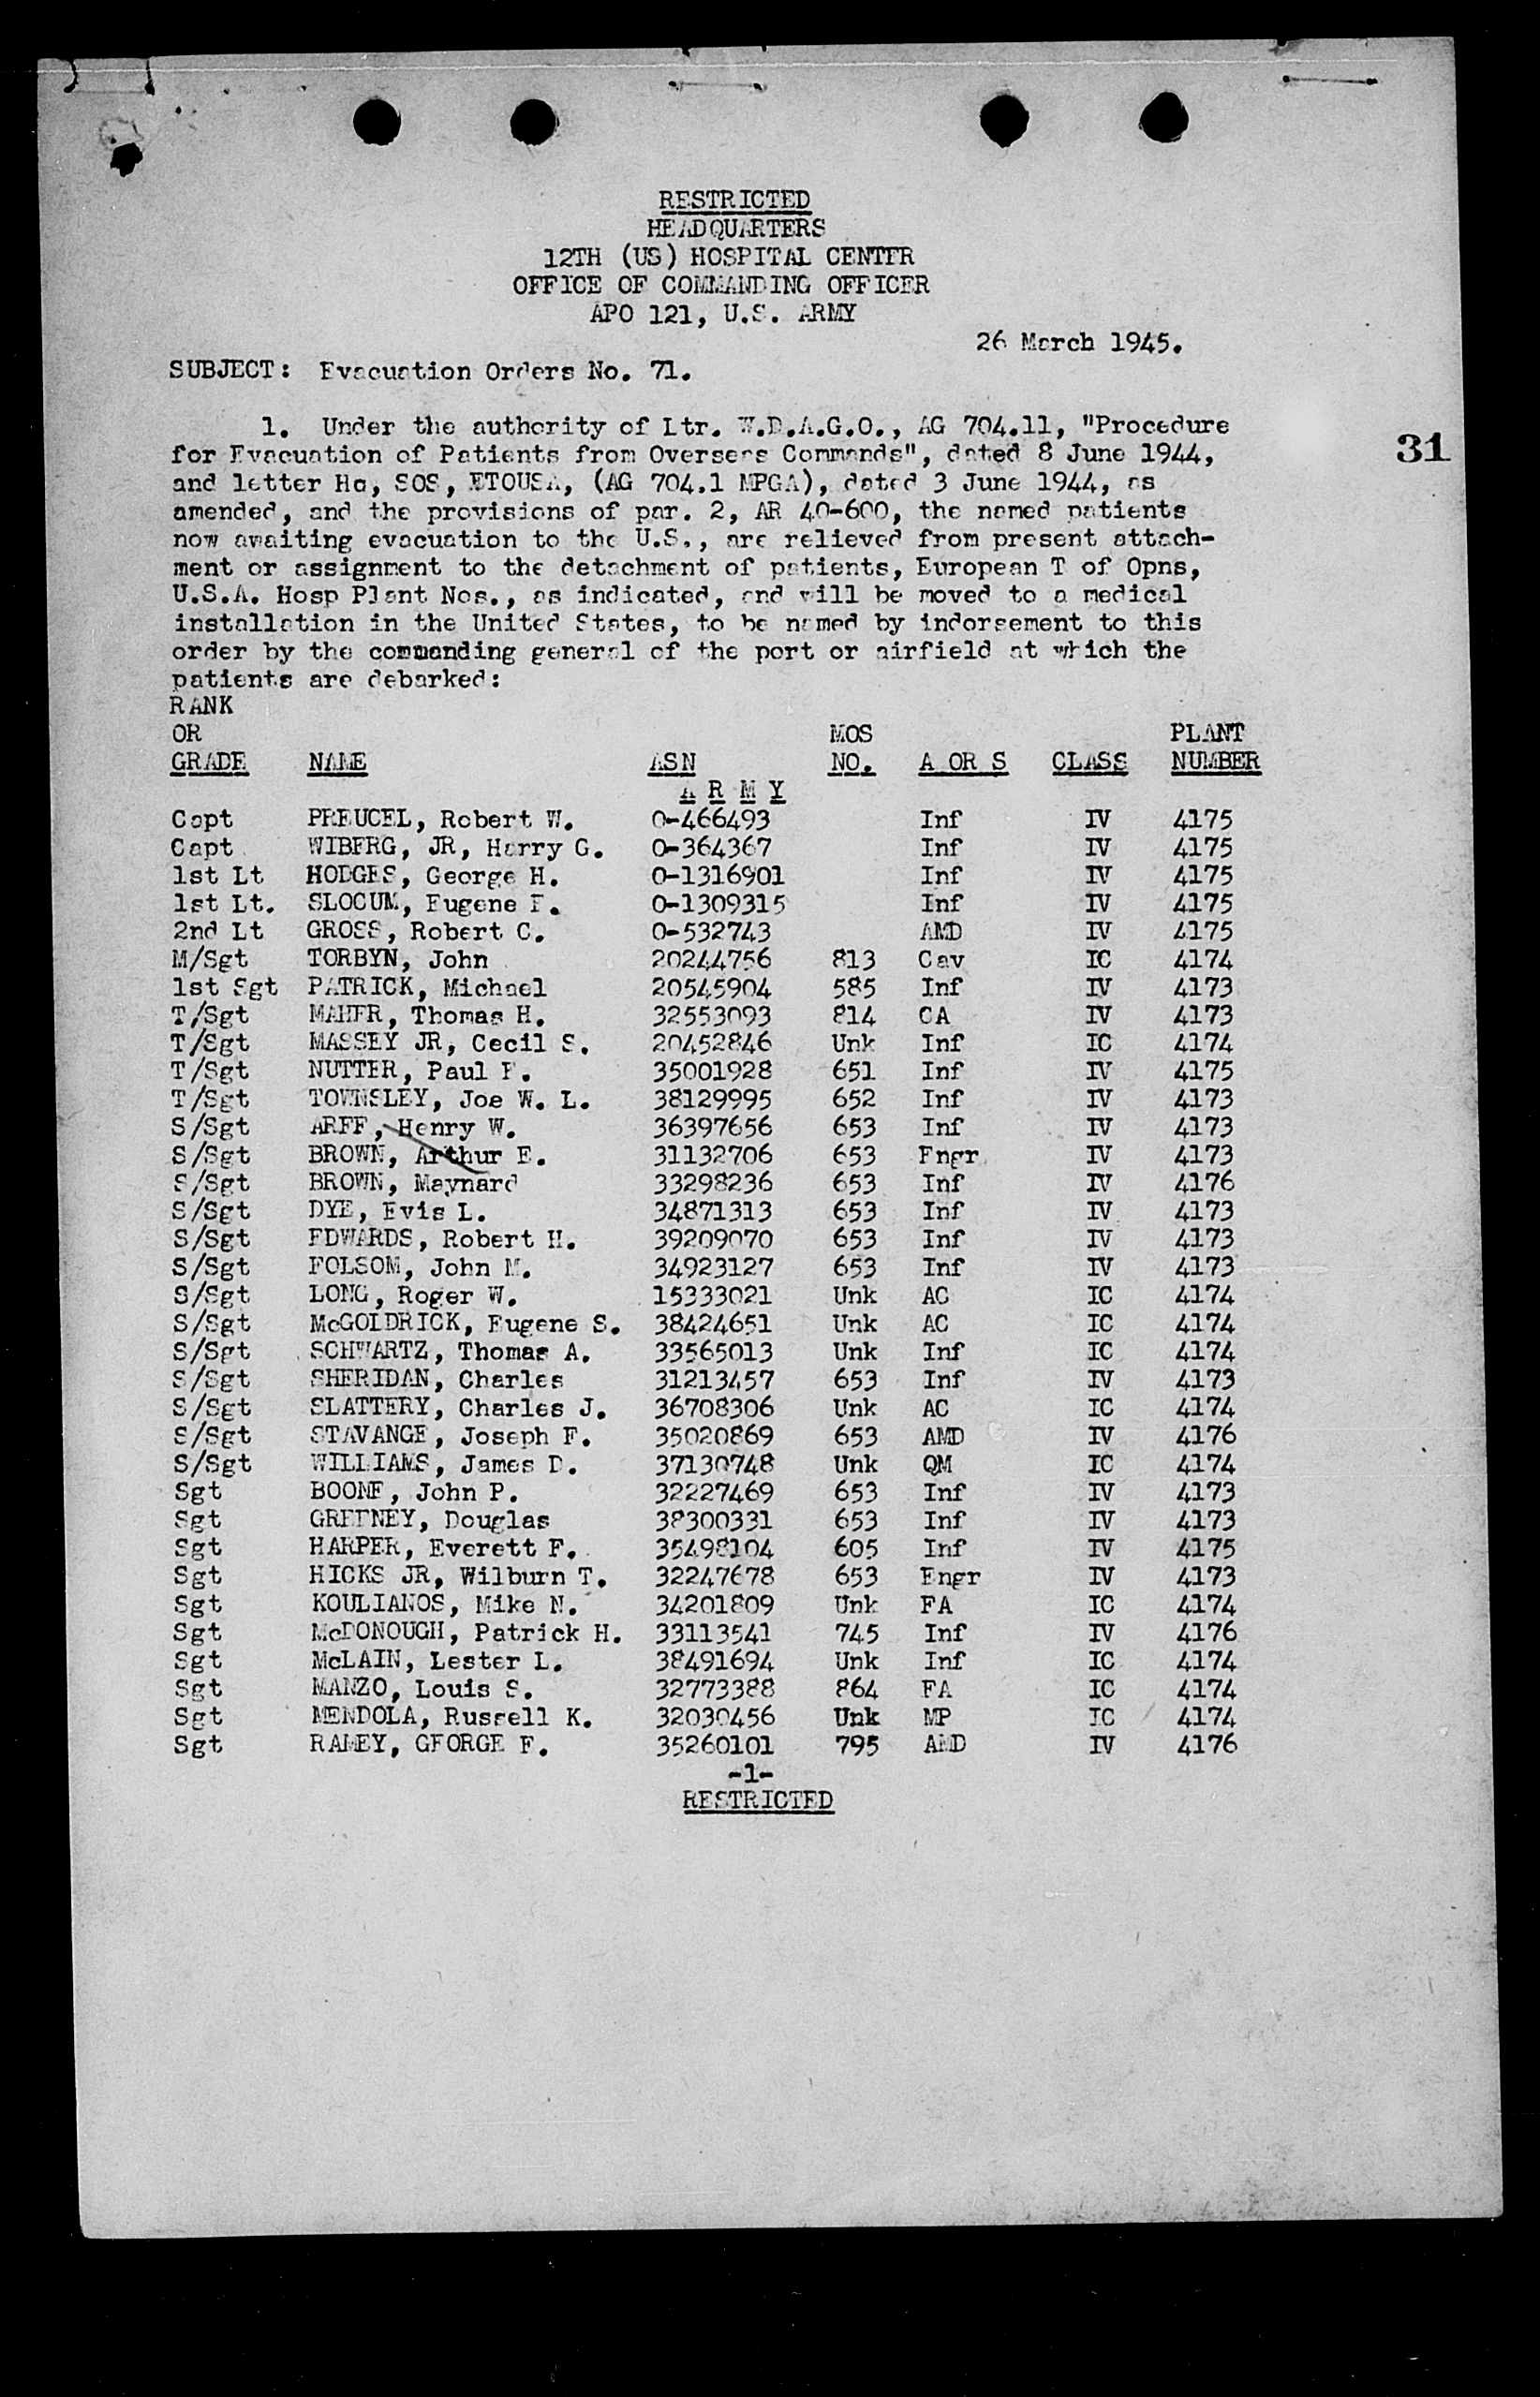 RESTRICTED
HEADQUARTERS
12TH (US) HOSPITAL CENTER
OFFICE OF COMMANDING OFFICER
APO 121, U.S. ARMY
26 March 1945.
SUBJECT: Evacuation Orders No. 71.
1. Under the authority of Ltr. W.D.A.G.O., AG 704.11, "Procedure
31
for Evacuation of Patients from Overseas Commands", dated 8 June 1944,
and letter Hq, SOS, ETOUSA, (AG 704.1 MPGA), dated 3 June 1944, as
amended, and the provisions of par. 2, AR 40-600, the named patients
now awaiting evacuation to the U.S., are relieved from present attach-
ment or assignment to the detachment of patients, European T of Opns,
U.S.A. Hosp Plant Nos., as indicated, and will be moved to a medical
installation in the United States, to be named by indorsement to this
order by the commanding general of the port or airfield at which the
patients are debarked:
RANK
OR MOS PLANT
GRADE NAME ASN NO. A OR S CLASS NUMBER
A R M Y
Capt PREUCEL, Robert W. O-466493 Inf IV 4175
Capt WIBERG, JR, Harry G. O-364367 Inf IV 4175
1st Lt HODGES, George H. O-1316901 Inf IV 4175
1st Lt. SLOCUM, Eugene F. O-1309315 Inf IV 4175
2nd Lt GROSS, Robert C. O-532743 AMD IV 4175
M/Sgt TORBYN, John 20244756 813 Cav IC 4174
1st Sgt PATRICK, Michael 20545904 585 Inf IV 4173
T/Sgt MAHER, Thomas H. 32553093 814 CA IV 4173
T/Sgt MASSEY JR, Cecil S. 20452846 Unk Inf IC 4174
T/Sgt NUTTER, Paul F. 35001928 651 Inf IV 4175
T/Sgt TOWNSLEY, Joe W. L. 38129995 652 Inf IV 4173
S/Sgt ARFF, Henry W. 36397656 653 Inf IV 4173
S/Sgt BROWN, Arthur E. 31132706 653 Engr IV 4173
S/Sgt BROWN, Maynard 33298236 653 Inf IV 4176
S/Sgt DYE, Evis L. 34871313 653 Inf IV 4173
S/Sgt EDWARDS, Robert H. 39209070 653 Inf IV 4173
S/Sgt FOLSOM, John M. 34923127 653 Inf IV 4173
S/Sgt LONG, Roger W. 15333021 Unk AC IC 4174
S/Sgt McGOLDRICK, Eugene S. 38424651 Unk AC IC 4174
S/Sgt SCHWARTZ, Thomas A. 33565013 Unk Inf IC 4174
S/Sgt SHERIDAN, Charles 31213457 653 Inf IV 4173
S/Sgt SLATTERY, Charles J. 36708306 Unk AC IC 4174
S/Sgt STAVANGE, Joseph F. 35020869 653 AMD IV 4176
S/Sgt WILLIAMS, James D. 37130748 Unk QM IC 4174
Sgt BOONE, John P. 32227469 653 Inf IV 4173
Sgt GREENEY, Douglas 38300331 653 Inf IV 4173
Sgt HARPER, Everett F. 35498104 605 Inf IV 4175
Sgt HICKS JR, Wilburn T. 32247678 653 Engr IV 4173
Sgt KOULIANOS, Mike N. 34201809 Unk FA IC 4174
Sgt McDONOUGH, Patrick H. 33113541 745 Inf IV 4176
Sgt McLAIN, Lester L. 38491694 Unk Inf IC 4174
Sgt MANZO, Louis S. 32773388 864 FA IC 4174
Sgt MENDOLA, Russell K. 32030456 Unk MP IC 4174
Sgt RAMEY, GEORGE F. 35260101 795 AMD IV 4176
-1-
RESTRICTED